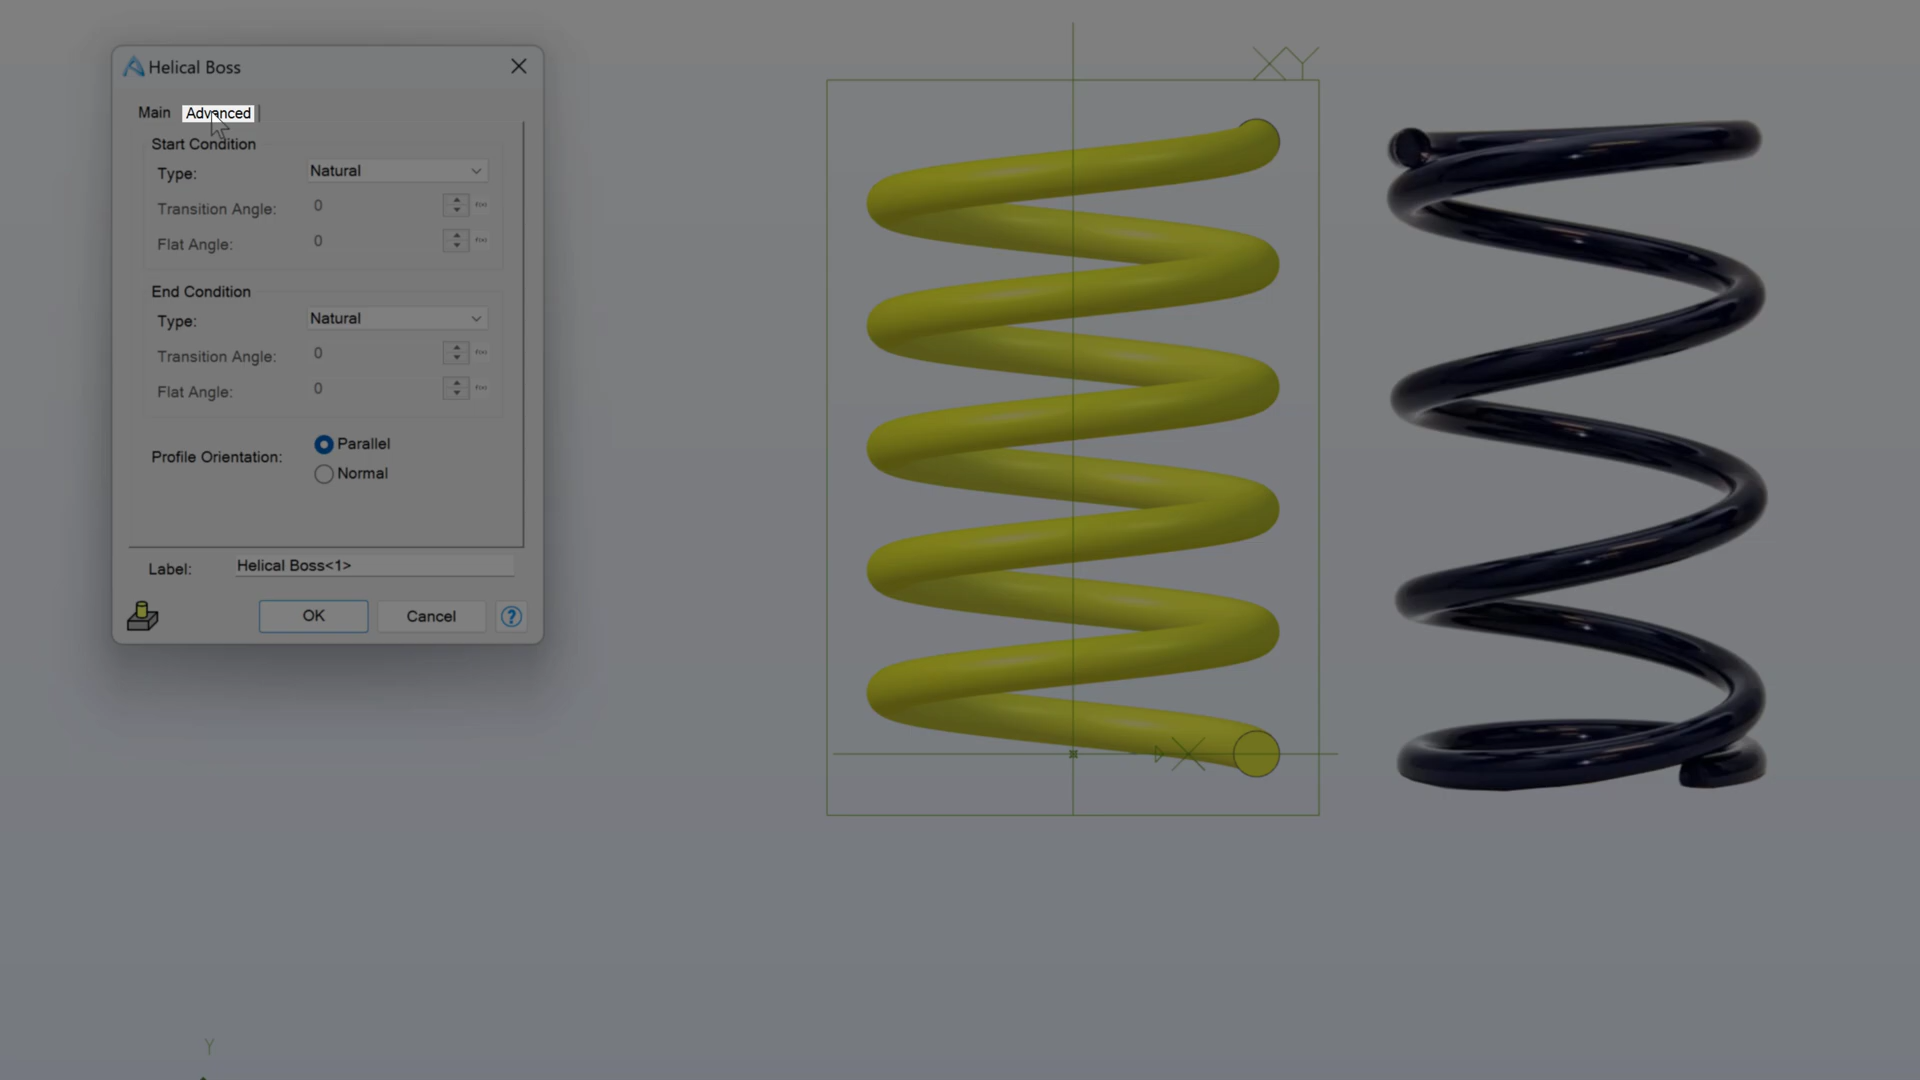 Helical Boss
Main Advanced
Start Condition
Type: Natural
Transition Angle: 0 f(x)
Flat Angle: 0 f(x)
End Condition
Type: Natural
Transition Angle: 0 f(x)
Flat Angle: 0 f(x)
Profile Orientation: Parallel
Normal
Label: Helical Boss<1>
OK Cancel ?
XY
X
Y